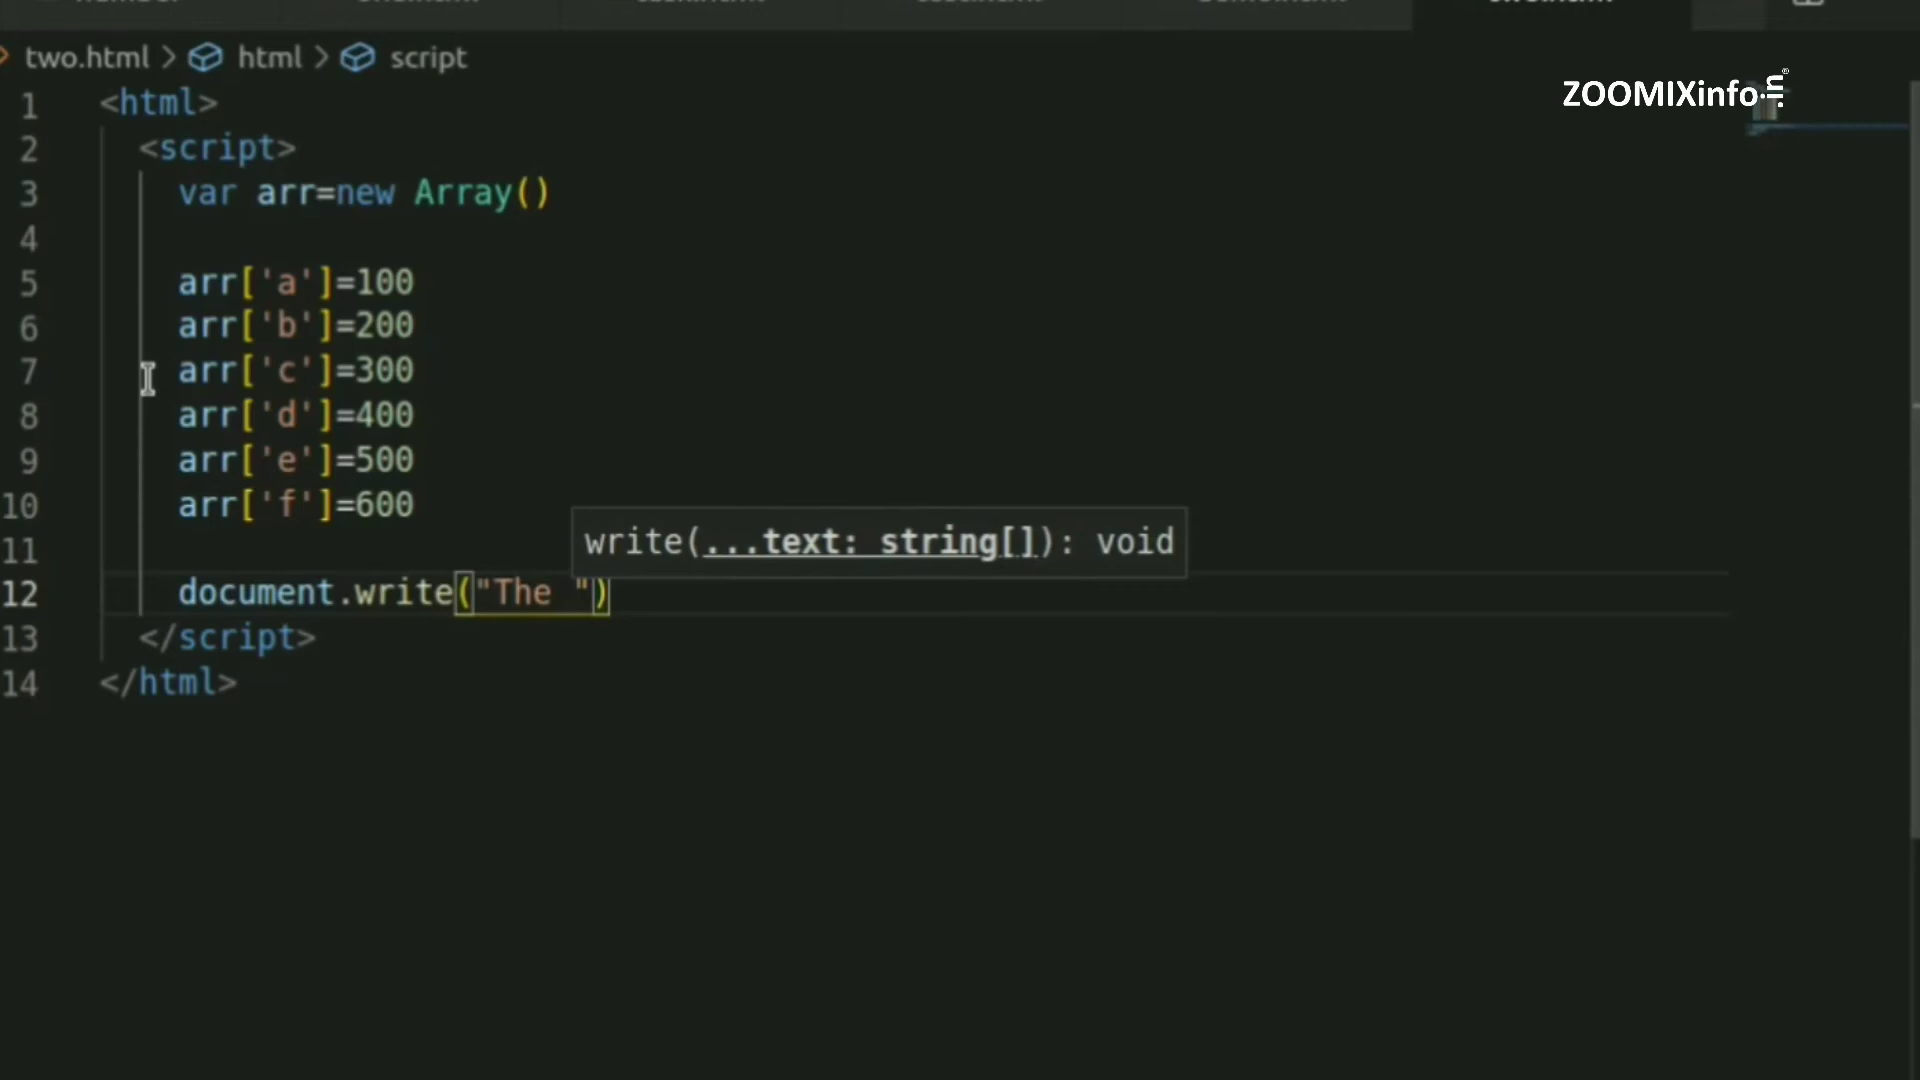 two.html > html > script
ZOOMIXinfo.in®
1 <html>
2 <script>
3 var arr=new Array()
4
5 arr['a']=100
6 arr['b']=200
7 arr['c']=300
8 arr['d']=400
9 arr['e']=500
10 arr['f']=600
write(...text: string[]): void
11
12 document.write("The ")
13 </script>
14 </html>